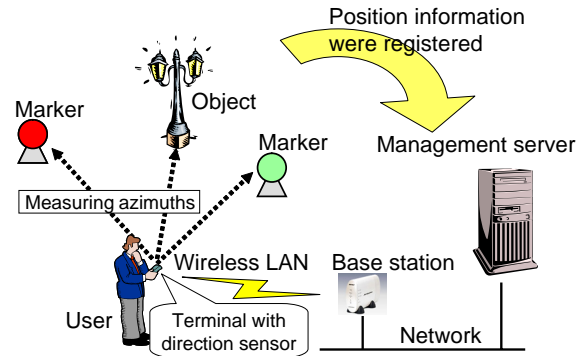 Position information
were registered
Marker
Object
Marker
Management server
Measuring azimuths
Wireless LAN
Base station
User
Terminal with
direction sensor
Network